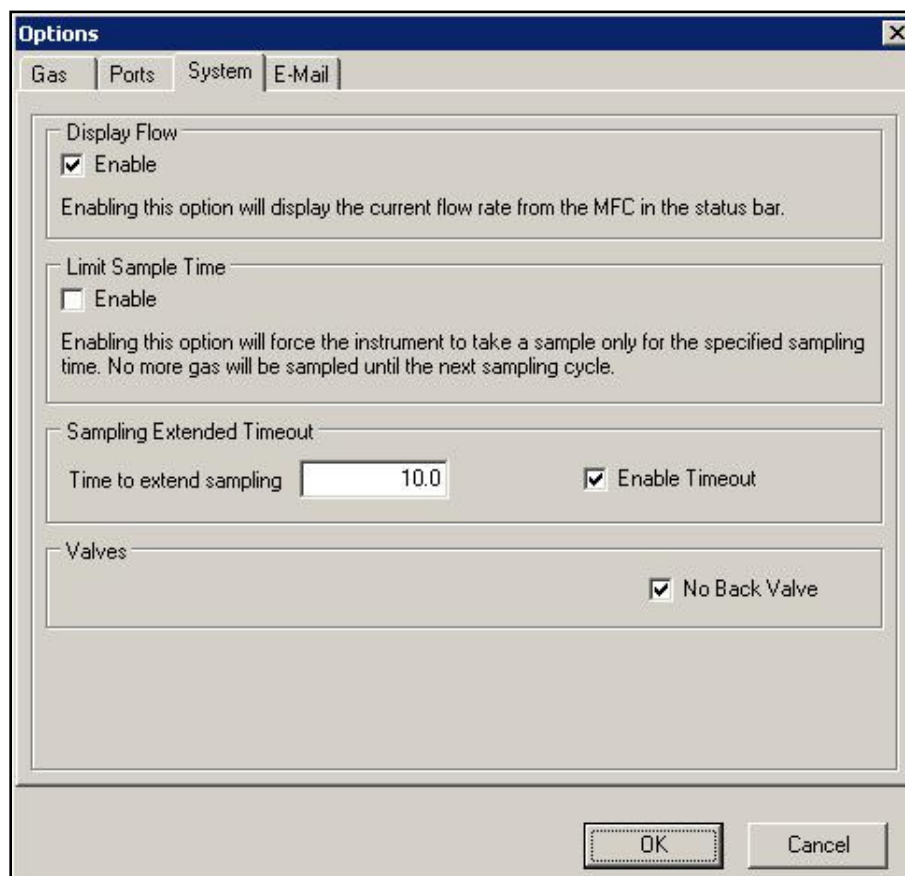 Options
Gas Ports System E-Mail
Display Flow
Enable
Enabling this option will display the current flow rate from the MFC in the status bar.
Limit Sample Time
Enable
Enabling this option will force the instrument to take a sample only for the specified sampling
time. No more gas will be sampled until the next sampling cycle.
Sampling Extended Timeout
Time to extend sampling 10.0 Enable Timeout
Valves
No Back Valve
OK Cancel